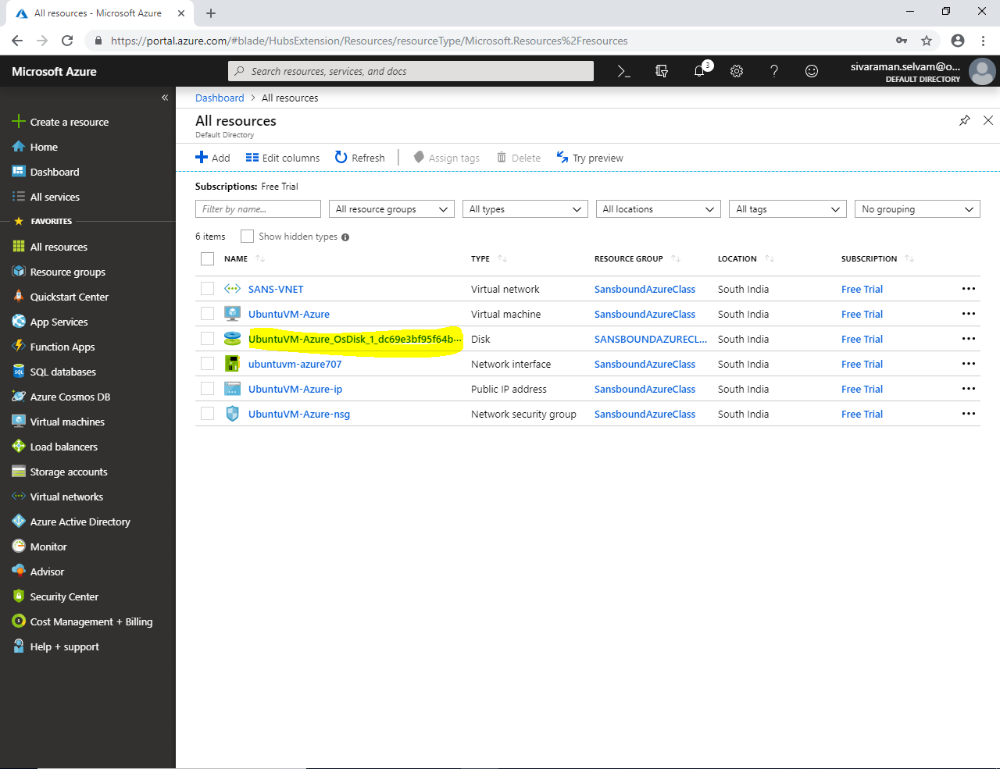 All resources - Microsoft Azure
https://portal.azure.com/#blade/HubsExtension/Resources/resourceType/Microsoft.Resources%2Fresources
Microsoft Azure
Search resources, services, and docs
3
sivaraman.selvam@o...
DEFAULT DIRECTORY
«
Create a resource
Home
Dashboard
All services
FAVORITES
All resources
Resource groups
Quickstart Center
App Services
Function Apps
SQL databases
Azure Cosmos DB
Virtual machines
Load balancers
Storage accounts
Virtual networks
Azure Active Directory
Monitor
Advisor
Security Center
Cost Management + Billing
Help + support
Dashboard > All resources
All resources
Default Directory
Add Edit columns Refresh Assign tags Delete Try preview
Subscriptions: Free Trial
Filter by name... All resource groups All types All locations All tags No grouping
6 items Show hidden types
NAME TYPE RESOURCE GROUP LOCATION SUBSCRIPTION
SANS-VNET Virtual network SansboundAzureClass South India Free Trial
UbuntuVM-Azure Virtual machine SansboundAzureClass South India Free Trial
UbuntuVM-Azure_OsDisk_1_dc69e3bf95f64b... Disk SANSBOUNDAZURECL... South India Free Trial
ubuntuvm-azure707 Network interface SansboundAzureClass South India Free Trial
UbuntuVM-Azure-ip Public IP address SansboundAzureClass South India Free Trial
UbuntuVM-Azure-nsg Network security group SansboundAzureClass South India Free Trial